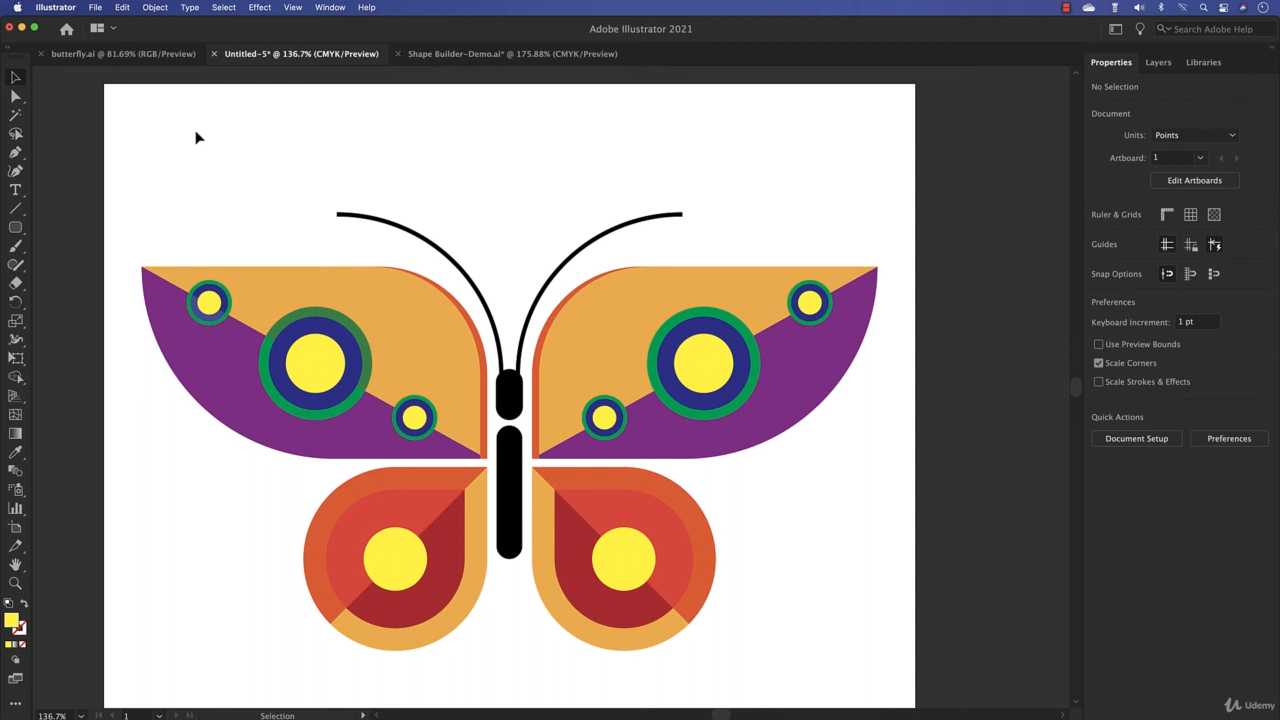 Illustrator File Edit Object Type Select Effect View Window Help
Adobe Illustrator 2021
Search Adobe Help
butterfly.ai @ 81.69% (RGB/Preview)
Untitled-5* @ 136.7% (CMYK/Preview)
Shape Builder-Demo.ai* @ 175.88% (CMYK/Preview)
Properties Layers Libraries
No Selection
Document
Units: Points
Artboard: 1
Edit Artboards
Ruler & Grids
Guides
Snap Options
Preferences
Keyboard Increment: 1 pt
Use Preview Bounds
Scale Corners
Scale Strokes & Effects
Quick Actions
Document Setup Preferences
136.7% 1 Selection
Udemy